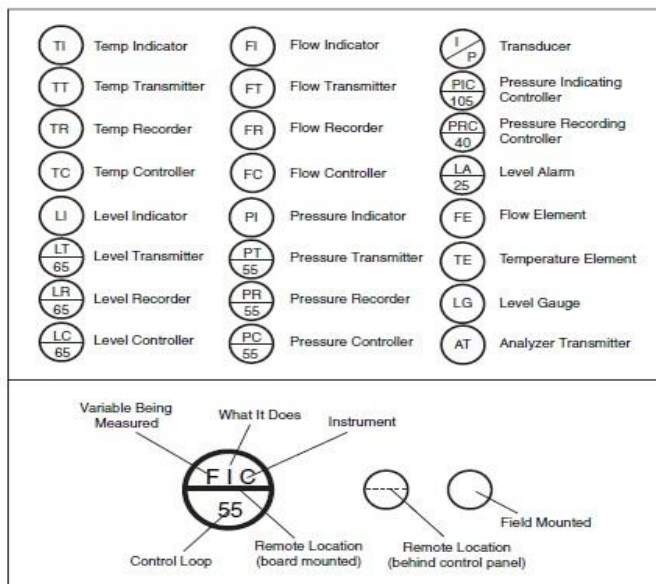 TI Temp Indicator
FI Flow Indicator
I
P
Transducer
TT Temp Transmitter
FT Flow Transmitter
PIC
105
Pressure Indicating
Controller
TR Temp Recorder
FR Flow Recorder
PRC
40
Pressure Recording
Controller
TC Temp Controller
FC Flow Controller
LA
25
Level Alarm
LI Level Indicator
PI Pressure Indicator
FE Flow Element
LT
65
Level Transmitter
PT
55
Pressure Transmitter
TE Temperature Element
LR
65
Level Recorder
PR
55
Pressure Recorder
LG Level Gauge
LC
65
Level Controller
PC
55
Pressure Controller
AT Analyzer Transmitter
Variable Being
Measured
What It Does
Instrument
F I C
55
Control Loop
Remote Location
(board mounted)
Remote Location
(behind control panel)
Field Mounted